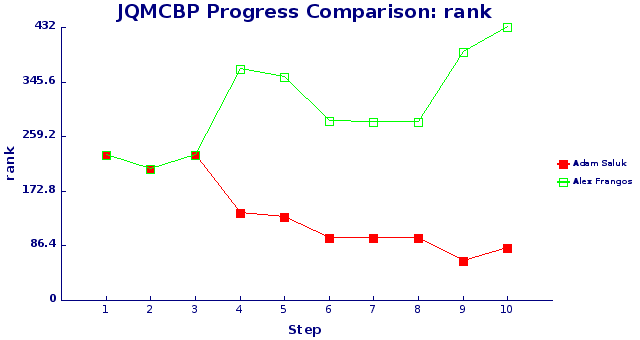 JQMCBP Progress Comparison: rank
432
345.6
259.2
172.8
86.4
0
rank
1 2 3 4 5 6 7 8 9 10
Step
Adam Saluk
Alex Frangos